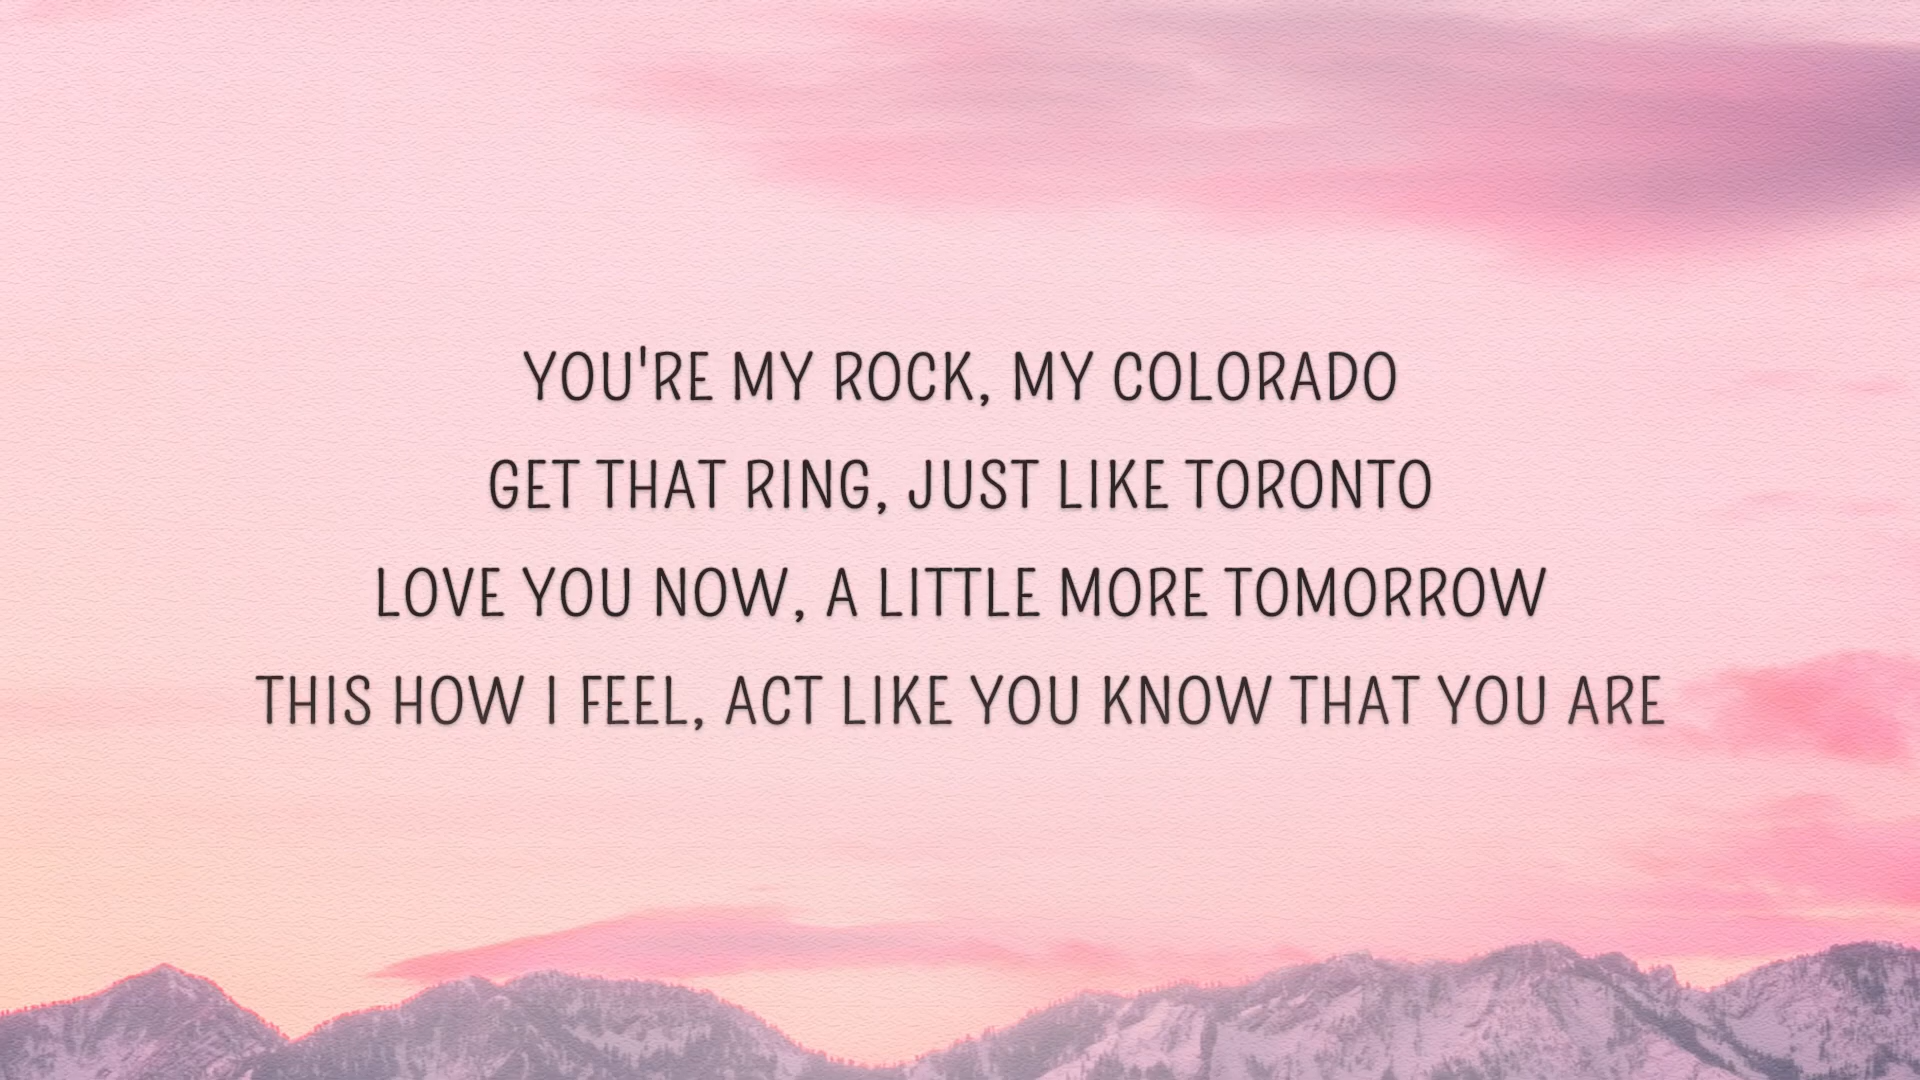 YOU'RE MY ROCK, MY COLORADO
GET THAT RING, JUST LIKE TORONTO
LOVE YOU NOW, A LITTLE MORE TOMORROW
THIS HOW I FEEL, ACT LIKE YOU KNOW THAT YOU ARE